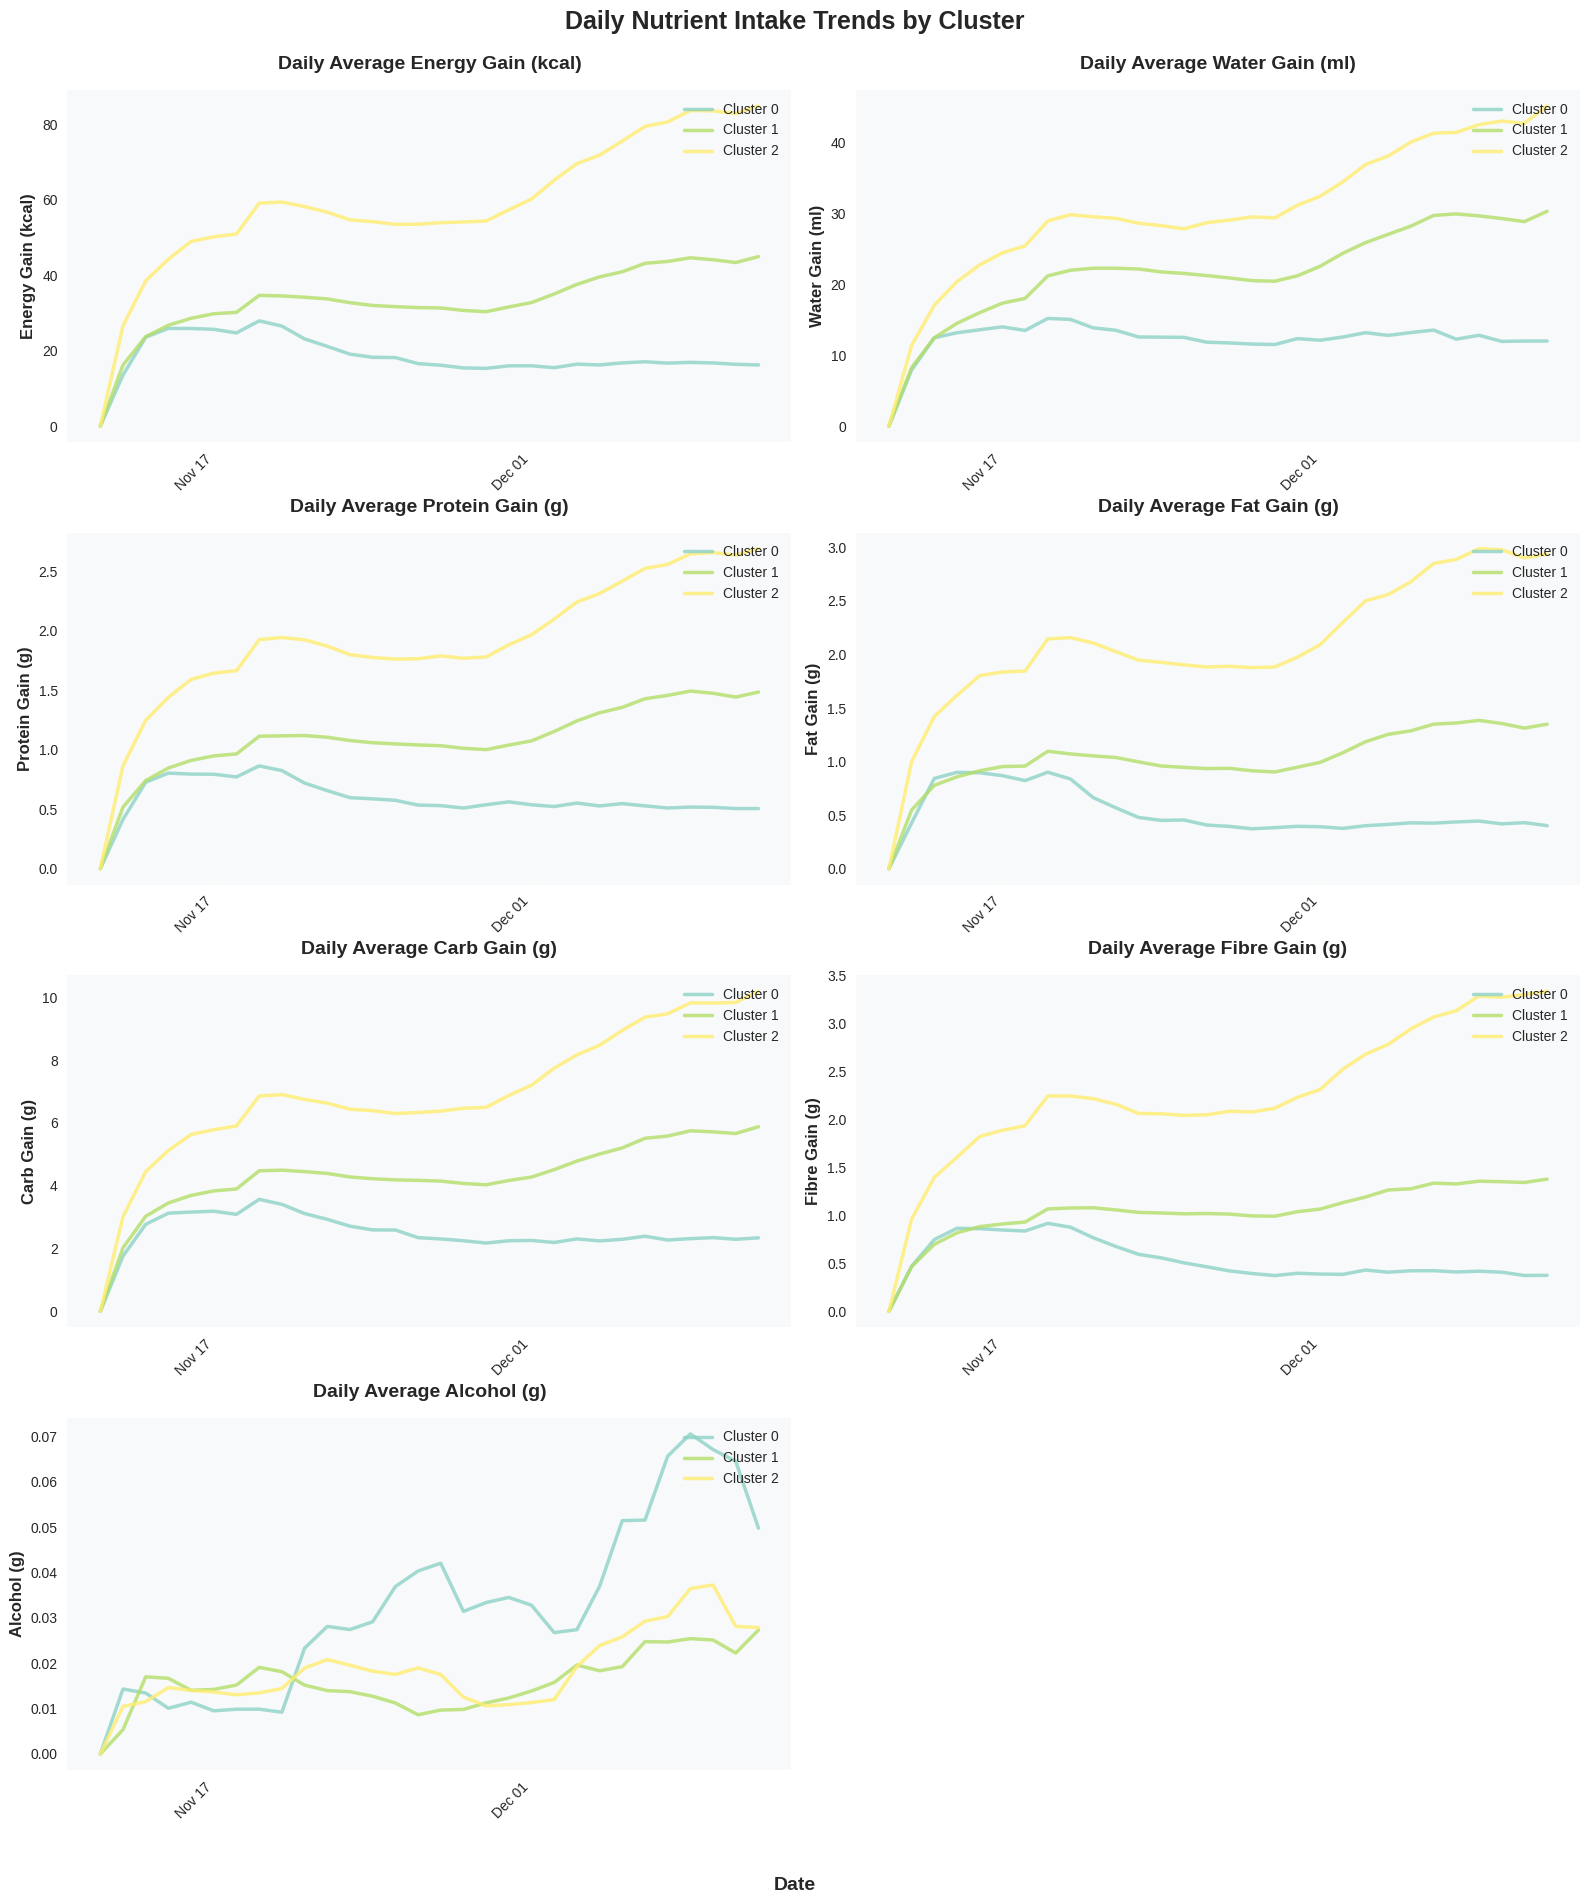 Daily Nutrient Intake Trends by Cluster
Daily Average Energy Gain (kcal)
Energy Gain (kcal)
80
60
40
20
0
Cluster 0
Cluster 1
Cluster 2
Nov 17
Dec 01
Daily Average Water Gain (ml)
Water Gain (ml)
40
30
20
10
0
Cluster 0
Cluster 1
Cluster 2
Nov 17
Dec 01
Daily Average Protein Gain (g)
Protein Gain (g)
2.5
2.0
1.5
1.0
0.5
0.0
Cluster 0
Cluster 1
Cluster 2
Nov 17
Dec 01
Daily Average Fat Gain (g)
Fat Gain (g)
3.0
2.5
2.0
1.5
1.0
0.5
0.0
Cluster 0
Cluster 1
Cluster 2
Nov 17
Dec 01
Daily Average Carb Gain (g)
Carb Gain (g)
10
8
6
4
2
0
Cluster 0
Cluster 1
Cluster 2
Nov 17
Dec 01
Daily Average Fibre Gain (g)
Fibre Gain (g)
3.5
3.0
2.5
2.0
1.5
1.0
0.5
0.0
Cluster 0
Cluster 1
Cluster 2
Nov 17
Dec 01
Daily Average Alcohol (g)
Alcohol (g)
0.07
0.06
0.05
0.04
0.03
0.02
0.01
0.00
Cluster 0
Cluster 1
Cluster 2
Nov 17
Dec 01
Date